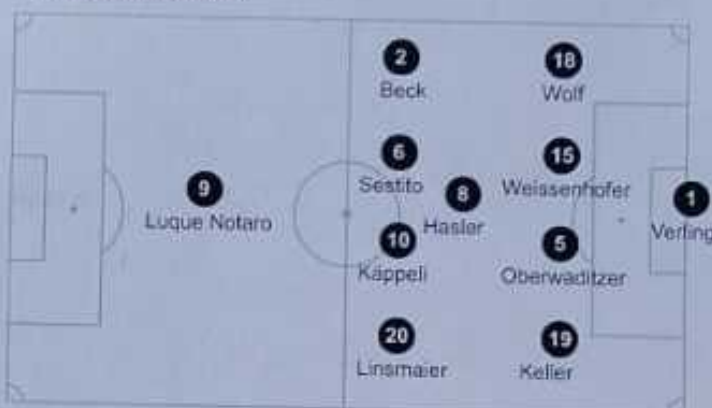 2
Beck
18
Wolf
6
Sestito
15
Weissenhofer
9
Luque Notaro
8
Hasler
1
Verling
10
Käppeli
5
Oberwaditzer
20
Linsmaier
19
Keller